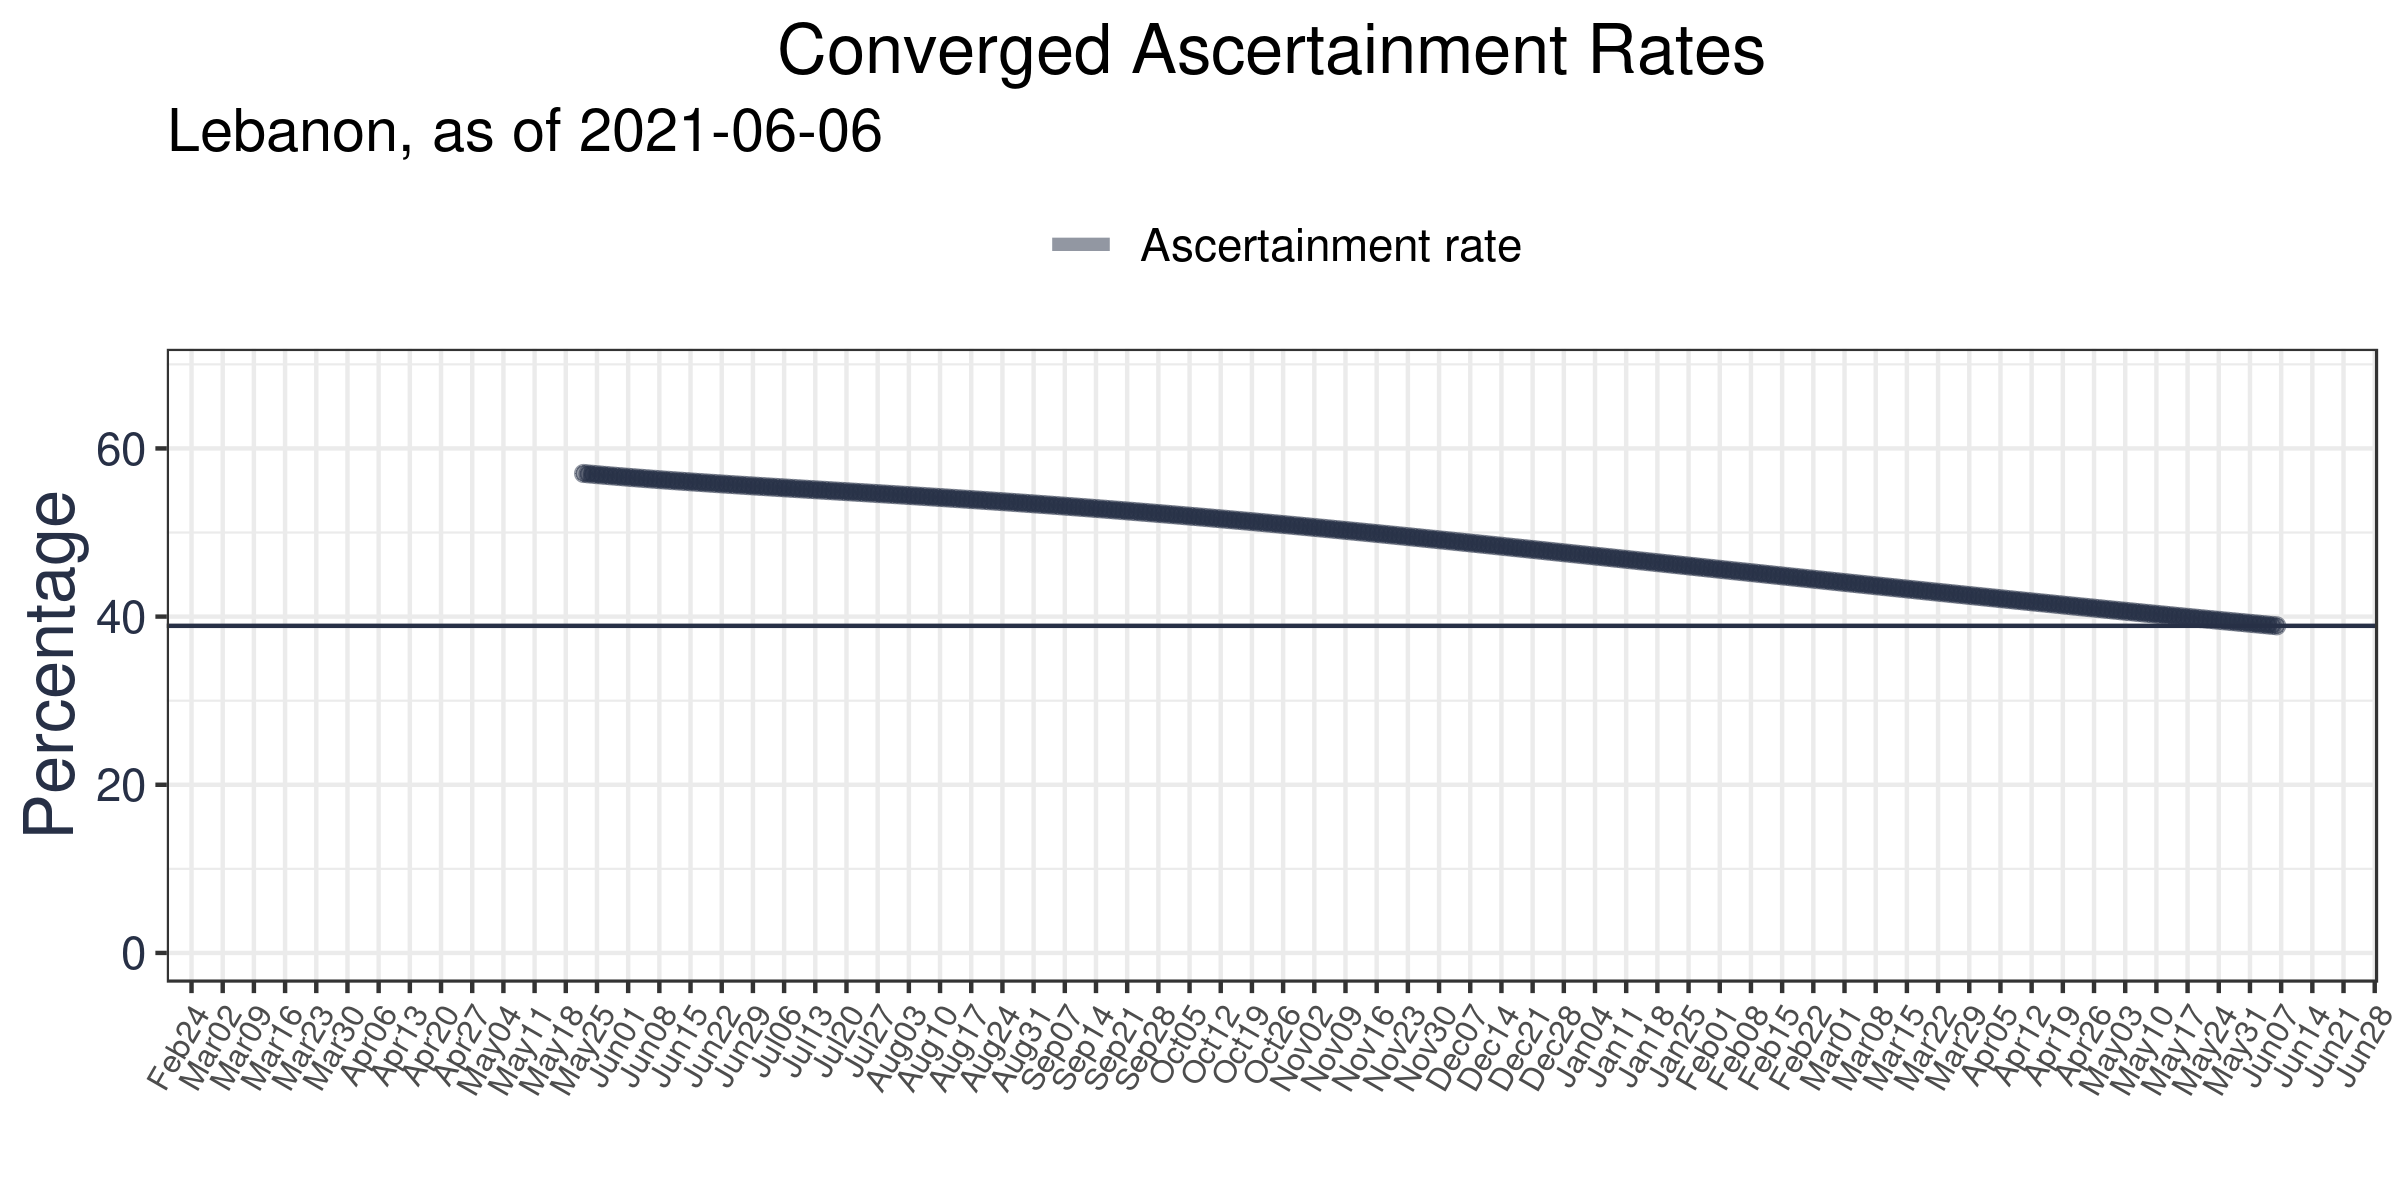 Converged Ascertainment Rates
Lebanon, as of 2021-06-06
Ascertainment rate
Percentage
60
40
20
0
Feb24 Mar02 Mar09 Mar16 Mar23 Mar30 Apr06 Apr13 Apr20 Apr27 May04 May11 May18 May25 Jun01 Jun08 Jun15 Jun22 Jun29 Jul06 Jul13 Jul20 Jul27 Aug03 Aug10 Aug17 Aug24 Aug31 Sep07 Sep14 Sep21 Sep28 Oct05 Oct12 Oct19 Oct26 Nov02 Nov09 Nov16 Nov23 Nov30 Dec07 Dec14 Dec21 Dec28 Jan04 Jan11 Jan18 Jan25 Feb01 Feb08 Feb15 Feb22 Mar01 Mar08 Mar15 Mar22 Mar29 Apr05 Apr12 Apr19 Apr26 May03 May10 May17 May24 May31 Jun07 Jun14 Jun21 Jun28